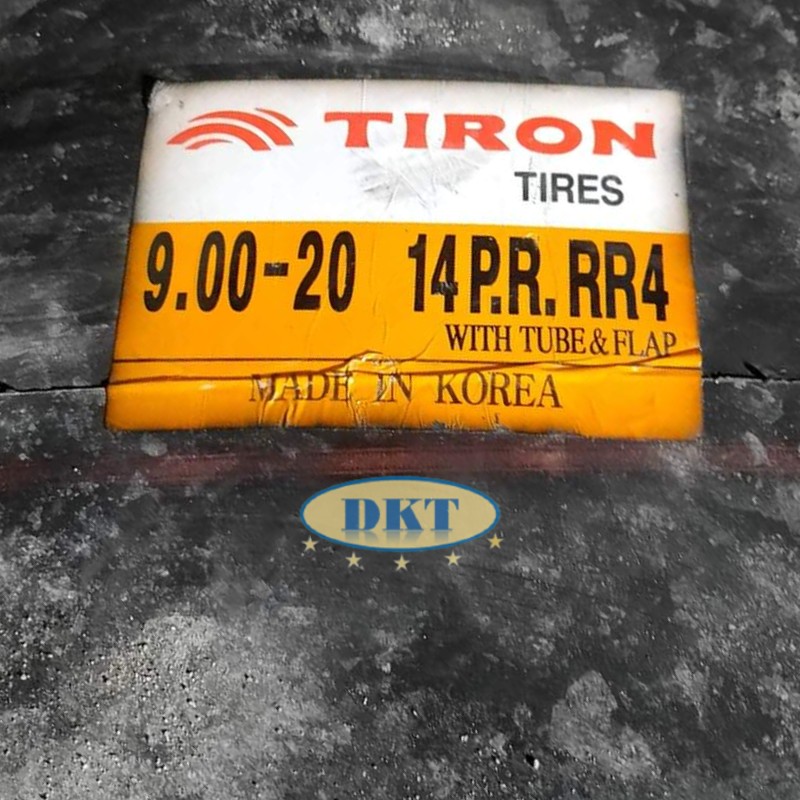 TIRON
TIRES
9.00-20 14P.R. RR4
WITH TUBE & FLAP
MADE IN KOREA
DKT